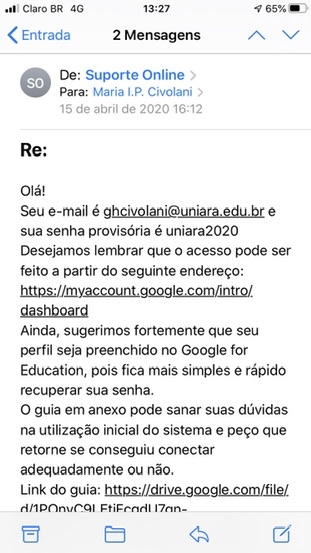 Claro BR 4G 13:27 65%
Entrada 2 Mensagens
SO
De: Suporte Online
Para: Maria I.P. Civolani
15 de abril de 2020 16:12
Re:
Olá!
Seu e-mail é ghcivolani@uniara.edu.br e
sua senha provisória é uniara2020
Desejamos lembrar que o acesso pode ser
feito a partir do seguinte endereço:
https://myaccount.google.com/intro/
dashboard
Ainda, sugerimos fortemente que seu
perfil seja preenchido no Google for
Education, pois fica mais simples e rápido
recuperar sua senha.
O guia em anexo pode sanar suas dúvidas
na utilização inicial do sistema e peço que
retorne se conseguiu conectar
adequadamente ou não.
Link do guia: https://drive.google.com/file/